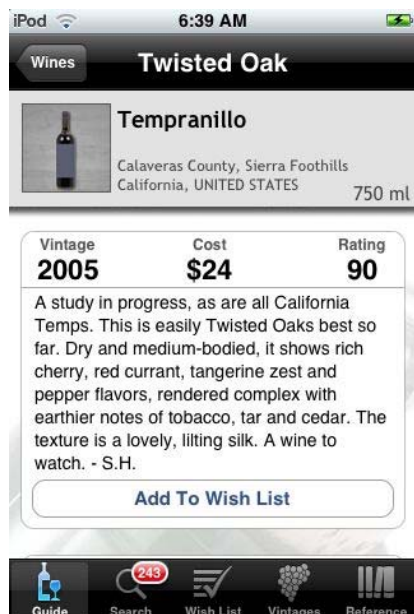 iPod 6:39 AM
Wines Twisted Oak
Tempranillo
Calaveras County, Sierra Foothills
California, UNITED STATES
750 ml
Vintage Cost Rating
2005 $24 90
A study in progress, as are all California
Temps. This is easily Twisted Oaks best so
far. Dry and medium-bodied, it shows rich
cherry, red currant, tangerine zest and
pepper flavors, rendered complex with
earthier notes of tobacco, tar and cedar. The
texture is a lovely, lilting silk. A wine to
watch. - S.H.
Add To Wish List
243
Guide Search Wish List Vintages Reference